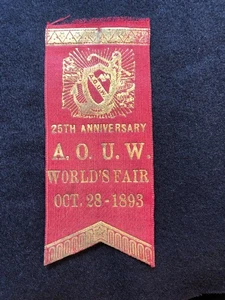 25TH ANNIVERSARY
A. O. U. W.
WORLD'S FAIR
OCT. 28-1893